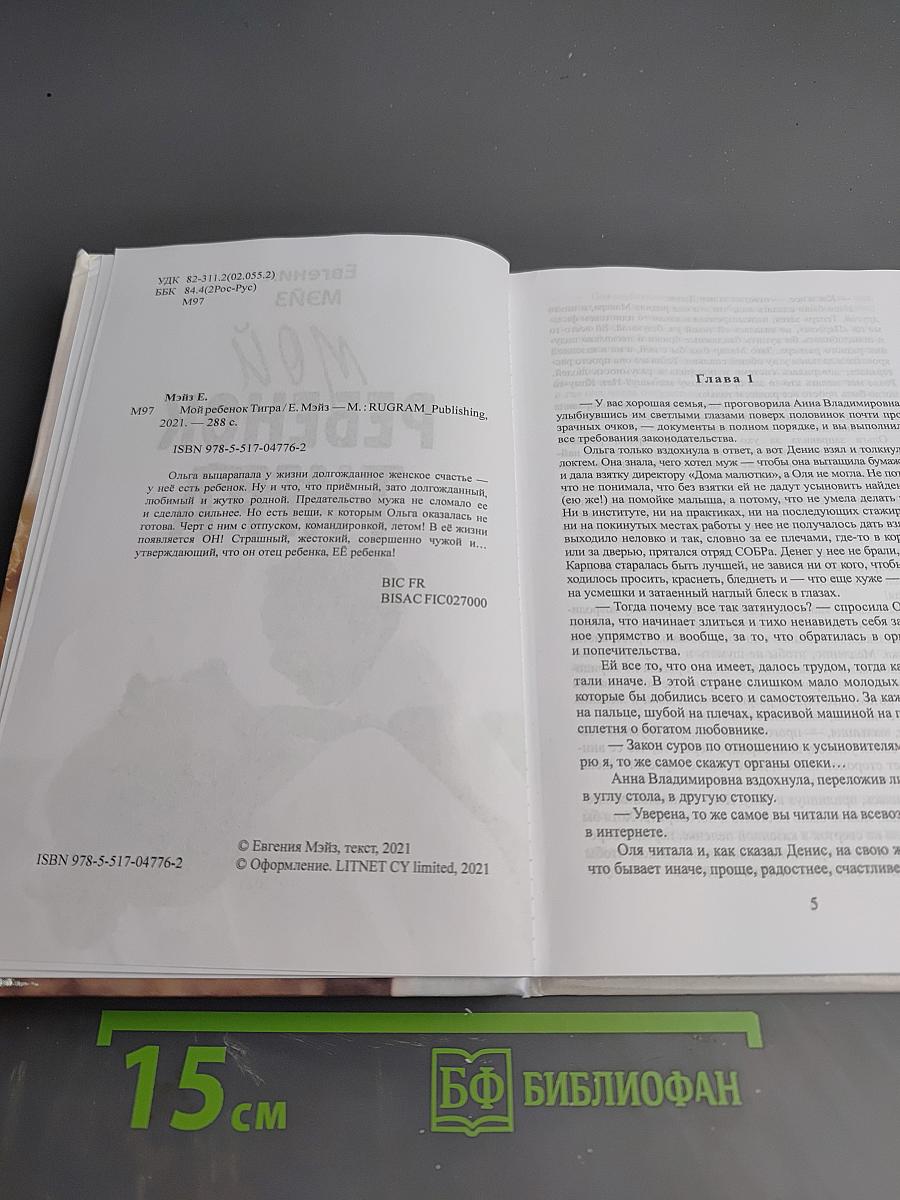 УДК 82-311.2(02.055.2)
ББК 84.4(2Рос-Рус)
М97
Мэйз Е.
М97 Мой ребенок Тигра / Е. Мэйз — М. : RUGRAM_Publishing,
2021. — 288 с.
ISBN 978-5-517-04776-2
Ольга выцарапала у жизни долгожданное женское счастье —
у неё есть ребенок. Ну и что, что приёмный, зато долгожданный,
любимый и жутко родной. Предательство мужа не сломало ее
и сделало сильнее. Но есть вещи, к которым Ольга оказалась не
готова. Черт с ним с отпуском, командировкой, летом! В её жизни
появляется ОН! Страшный, жестокий, совершенно чужой и...
утверждающий, что он отец ребенка, ЕЁ ребенка!
BIC FR
BISAC FIC027000
© Евгения Мэйз, текст, 2021
ISBN 978-5-517-04776-2 © Оформление. LITNET CY limited, 2021
Глава 1
— У вас хорошая семья, — проговорила Анна Владимировна
улыбнувшись им светлыми глазами поверх половинок почти про
зрачных очков, — документы в полном порядке, и вы выполнил
все требования законодательства.
Ольга только вздохнула в ответ, а вот Денис взял и толкнул
локтем. Она знала, чего хотел муж — чтобы она вытащила бумаж
и дала взятку директору «Дома малютки», а Оля не могла. Не пот
что не понимала, что без взятки ей не дадут усыновить найден
(ею же!) на помойке малыша, а потому, что не умела делать
Ни в институте, ни на практиках, ни на последующих стажир
ни на покинутых местах работы у нее не получалось дать взя
выходило неловко и так, словно за ее плечами, где-то в кор
или за дверью, прятался отряд СОБРа. Денег у нее не брали,
Карпова старалась быть лучшей, не завися ни от кого, чтобы
ходилось просить, краснеть, бледнеть и — что еще хуже —
на усмешки и затаенный наглый блеск в глазах.
— Тогда почему все так затянулось? — спросила О
поняла, что начинает злиться и тихо ненавидеть себя за
ное упрямство и вообще, за то, что обратилась в орг
и попечительства.
Ей все то, что она имеет, далось трудом, тогда ка
тали иначе. В этой стране слишком мало молодых
которые бы добились всего и самостоятельно. За каж
на пальце, шубой на плечах, красивой машиной на п
сплетня о богатом любовнике.
— Закон суров по отношению к усыновителям
рю я, то же самое скажут органы опеки...
Анна Владимировна вздохнула, переложив ли
в углу стола, в другую стопку.
— Уверена, то же самое вы читали на всевоз
в интернете.
Оля читала и, как сказал Денис, на свою ж
что бывает иначе, проще, радостнее, счастливе
5
15 см
БФ БИБЛИОФАН